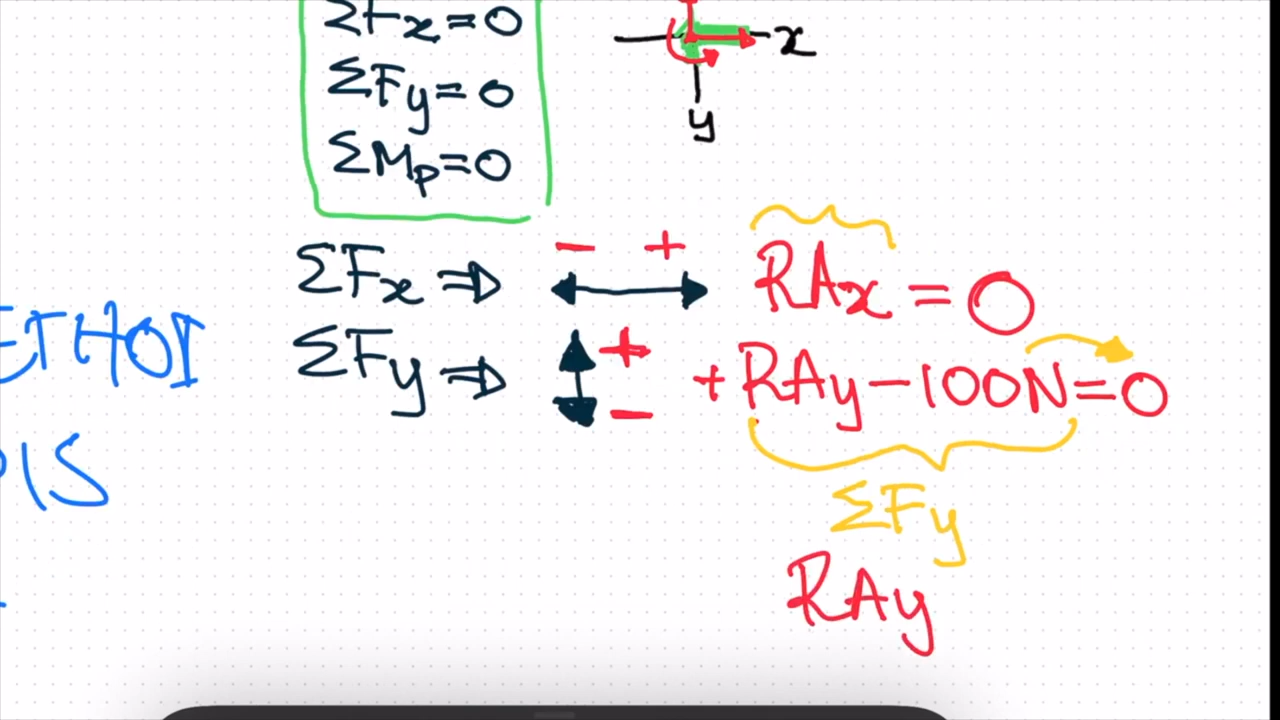 ΣFx=0
x
ΣFy=0
y
ΣMp=0
ΣFx ⇒ - + RAx = 0
ΣFy ⇒ + - +RAy-100N=0
ΣFy
RAy